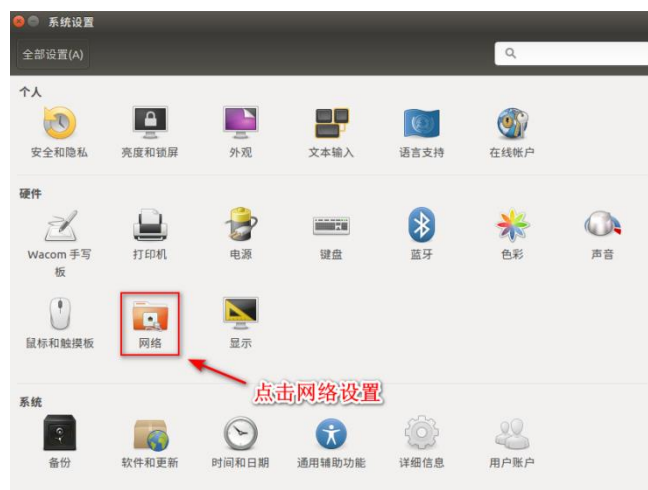 系统设置
全部设置(A)
个人
安全和隐私 亮度和锁屏 外观 文本输入 语言支持 在线帐户
硬件
Wacom 手写板 打印机 电源 键盘 蓝牙 色彩 声音
鼠标和触摸板 网络 显示
点击网络设置
系统
备份 软件和更新 时间和日期 通用辅助功能 详细信息 用户账户